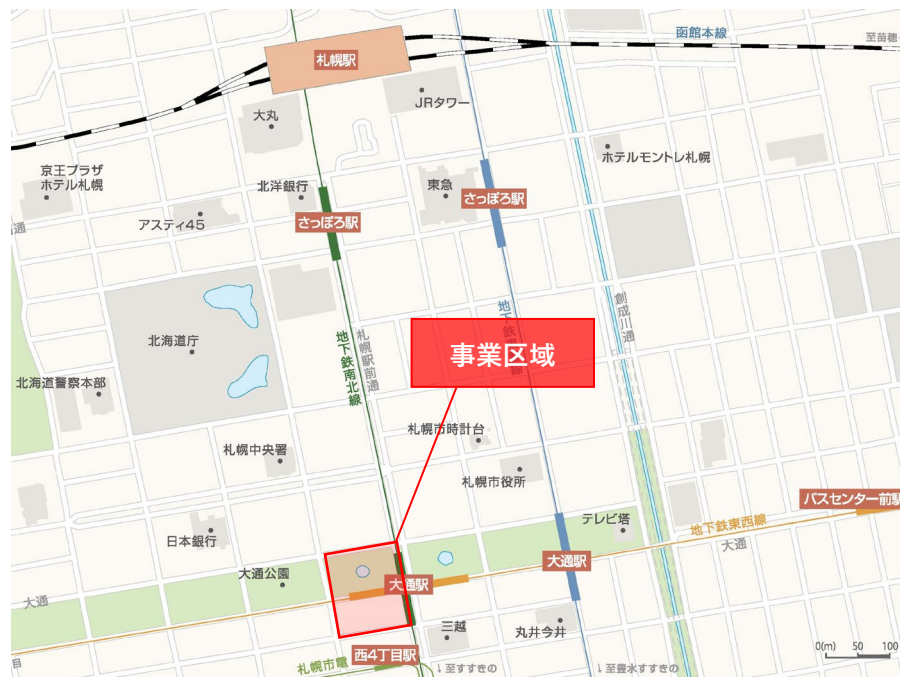 函館本線
至苗穂
札幌駅
JRタワー
大丸
ホテルモントレ札幌
京王プラザ
ホテル札幌
北洋銀行
東急
さっぽろ駅
さっぽろ駅
アスティ45
通
創成川通
地下鉄
線
事業区域
北海道庁
地下鉄南北線
札幌駅前通
北海道警察本部
札幌市時計台
札幌中央署
札幌市役所
バスセンター前駅
テレビ塔
地下鉄東西線
大通
日本銀行
大通公園
大通駅
大通駅
大通
三越
丸井今井
西4丁目駅
札幌市電
目
↓至すすきの
↓至豊水すすきの
0(m) 50 100